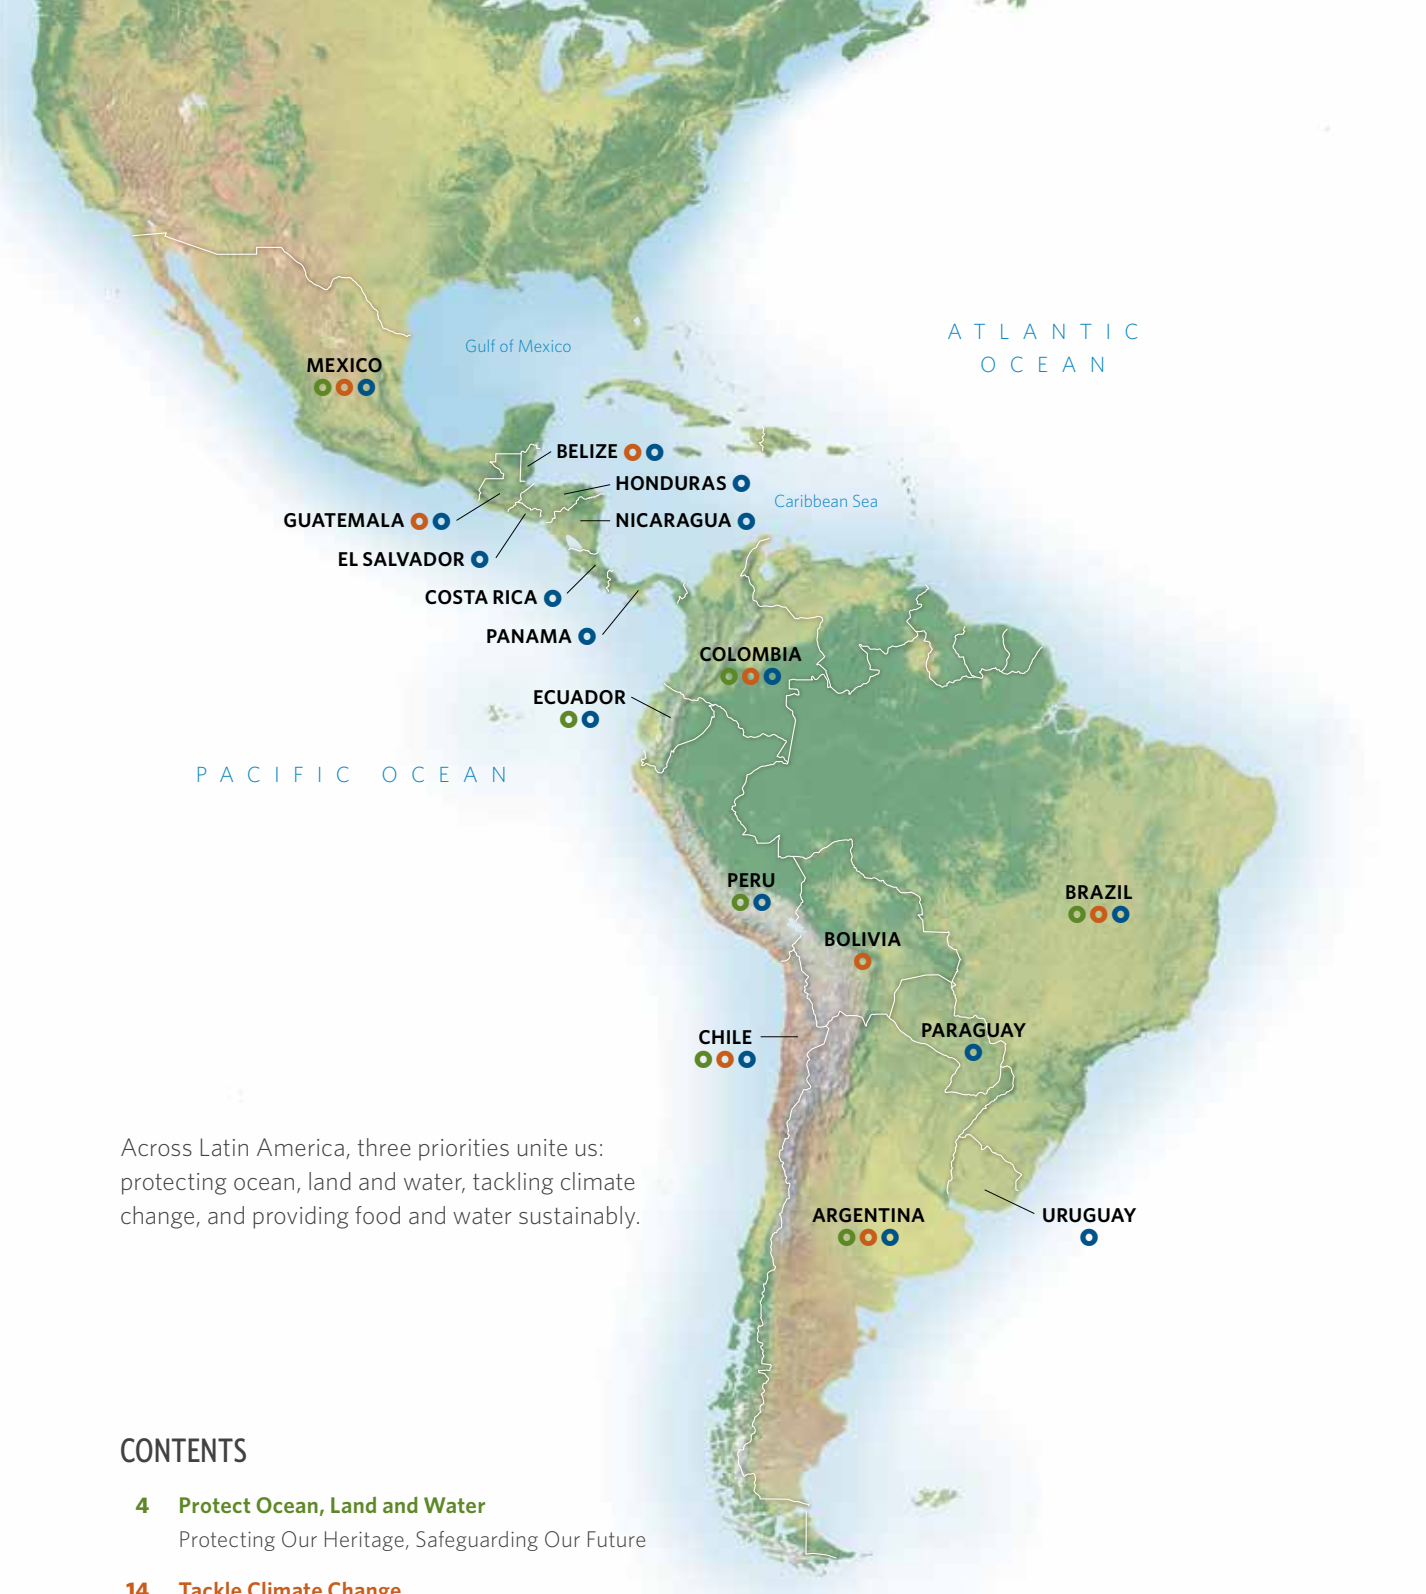 ATLANTIC
OCEAN
Gulf of Mexico
MEXICO
BELIZE
HONDURAS
Caribbean Sea
GUATEMALA
NICARAGUA
EL SALVADOR
COSTA RICA
PANAMA
COLOMBIA
ECUADOR
PACIFIC OCEAN
PERU
BRAZIL
BOLIVIA
PARAGUAY
CHILE
Across Latin America, three priorities unite us:
protecting ocean, land and water, tackling climate
change, and providing food and water sustainably.
ARGENTINA
URUGUAY
CONTENTS
4 Protect Ocean, Land and Water
Protecting Our Heritage, Safeguarding Our Future
14 Tackle Climate Change